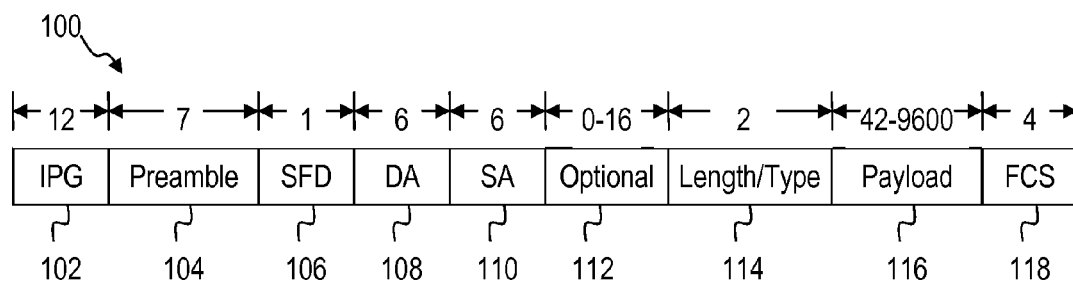 100
12 7 1 6 6 0-16 2 42-9600 4
IPG Preamble SFD DA SA Optional Length/Type Payload FCS
102 104 106 108 110 112 114 116 118